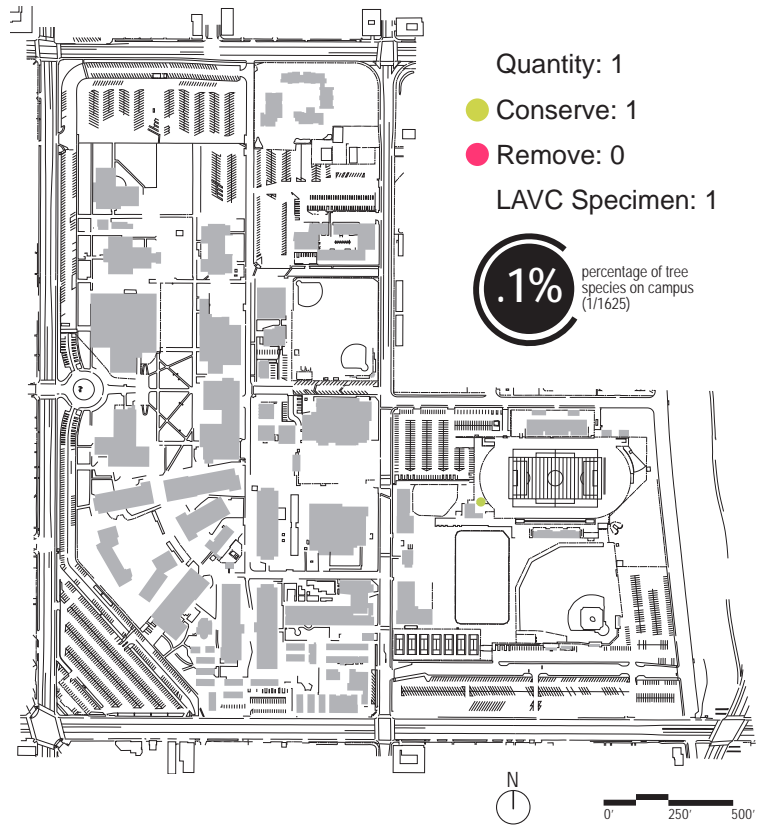 Quantity: 1
Conserve: 1
Remove: 0
LAVC Specimen: 1
.1%
percentage of tree
species on campus
(1/1625)
N
0' 250' 500'